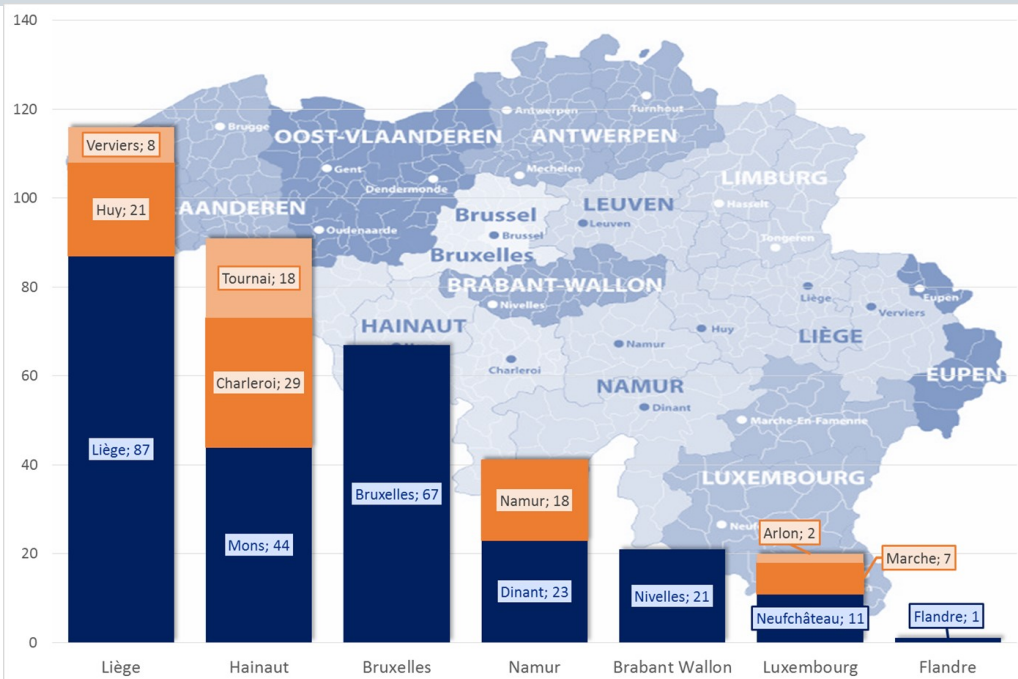 140
120
100
80
60
40
20
0
Verviers; 8
Huy; 21
Liège; 87
Tournai; 18
Charleroi; 29
Mons; 44
Bruxelles; 67
Namur; 18
Dinant; 23
Nivelles; 21
Arlon; 2
Marche; 7
Neufchâteau; 11
Flandre; 1
Liège
Hainaut
Bruxelles
Namur
Brabant Wallon
Luxembourg
Flandre
Brugge
AANDEREN
OOST-VLAANDEREN
Gent
Dendermonde
Oudenaarde
ANTWERPEN
Antwerpen
Turnhout
Mechelen
LIMBURG
Hasselt
Tongeren
LEUVEN
Leuven
Brussel
Brussel
Bruxelles
BRABANT-WALLON
Nivelles
HAINAUT
Charleroi
NAMUR
Namur
Dinant
LIÈGE
Liège
Huy
Verviers
Eupen
EUPEN
Marche-En-Famenne
LUXEMBOURG